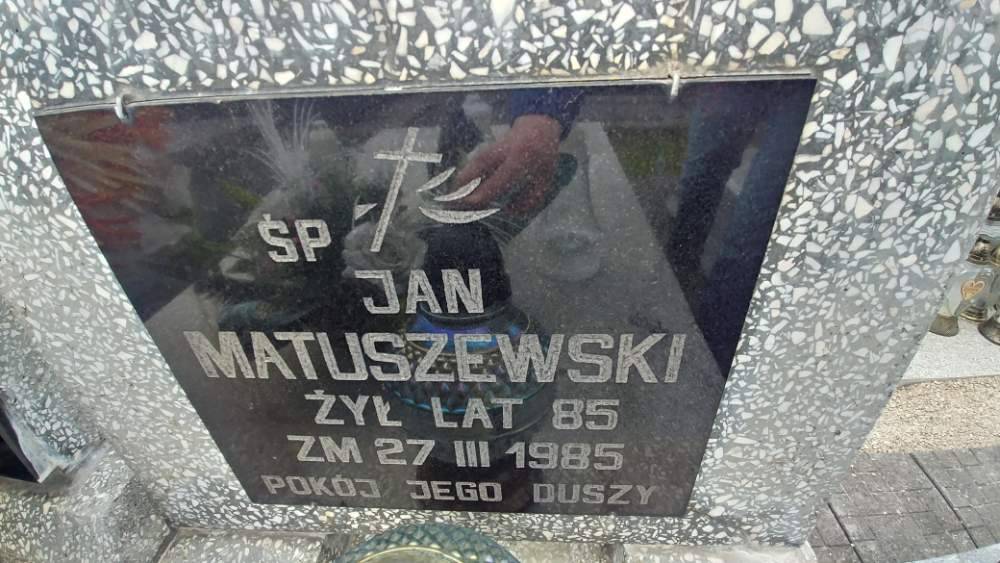 ŚP
JAN
MATUSZEWSKI
ŻYŁ LAT 85
ZM 27 III 1985
POKÓJ JEGO DUSZY